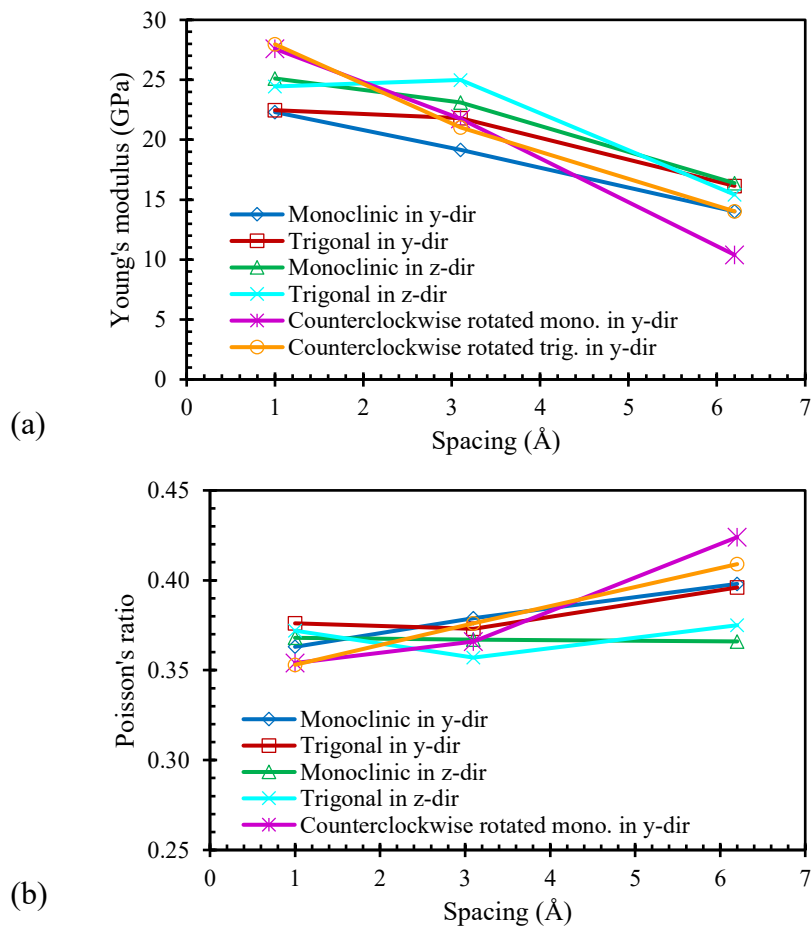 30
25
20
15
10
5
0
Young's modulus (GPa)
Monoclinic in y-dir
Trigonal in y-dir
Monoclinic in z-dir
Trigonal in z-dir
Counterclockwise rotated mono. in y-dir
Counterclockwise rotated trig. in y-dir
0 1 2 3 4 5 6 7
Spacing (Å)
(a)
0.45
0.40
0.35
0.30
0.25
Poisson's ratio
Monoclinic in y-dir
Trigonal in y-dir
Monoclinic in z-dir
Trigonal in z-dir
Counterclockwise rotated mono. in y-dir
0 1 2 3 4 5 6 7
Spacing (Å)
(b)